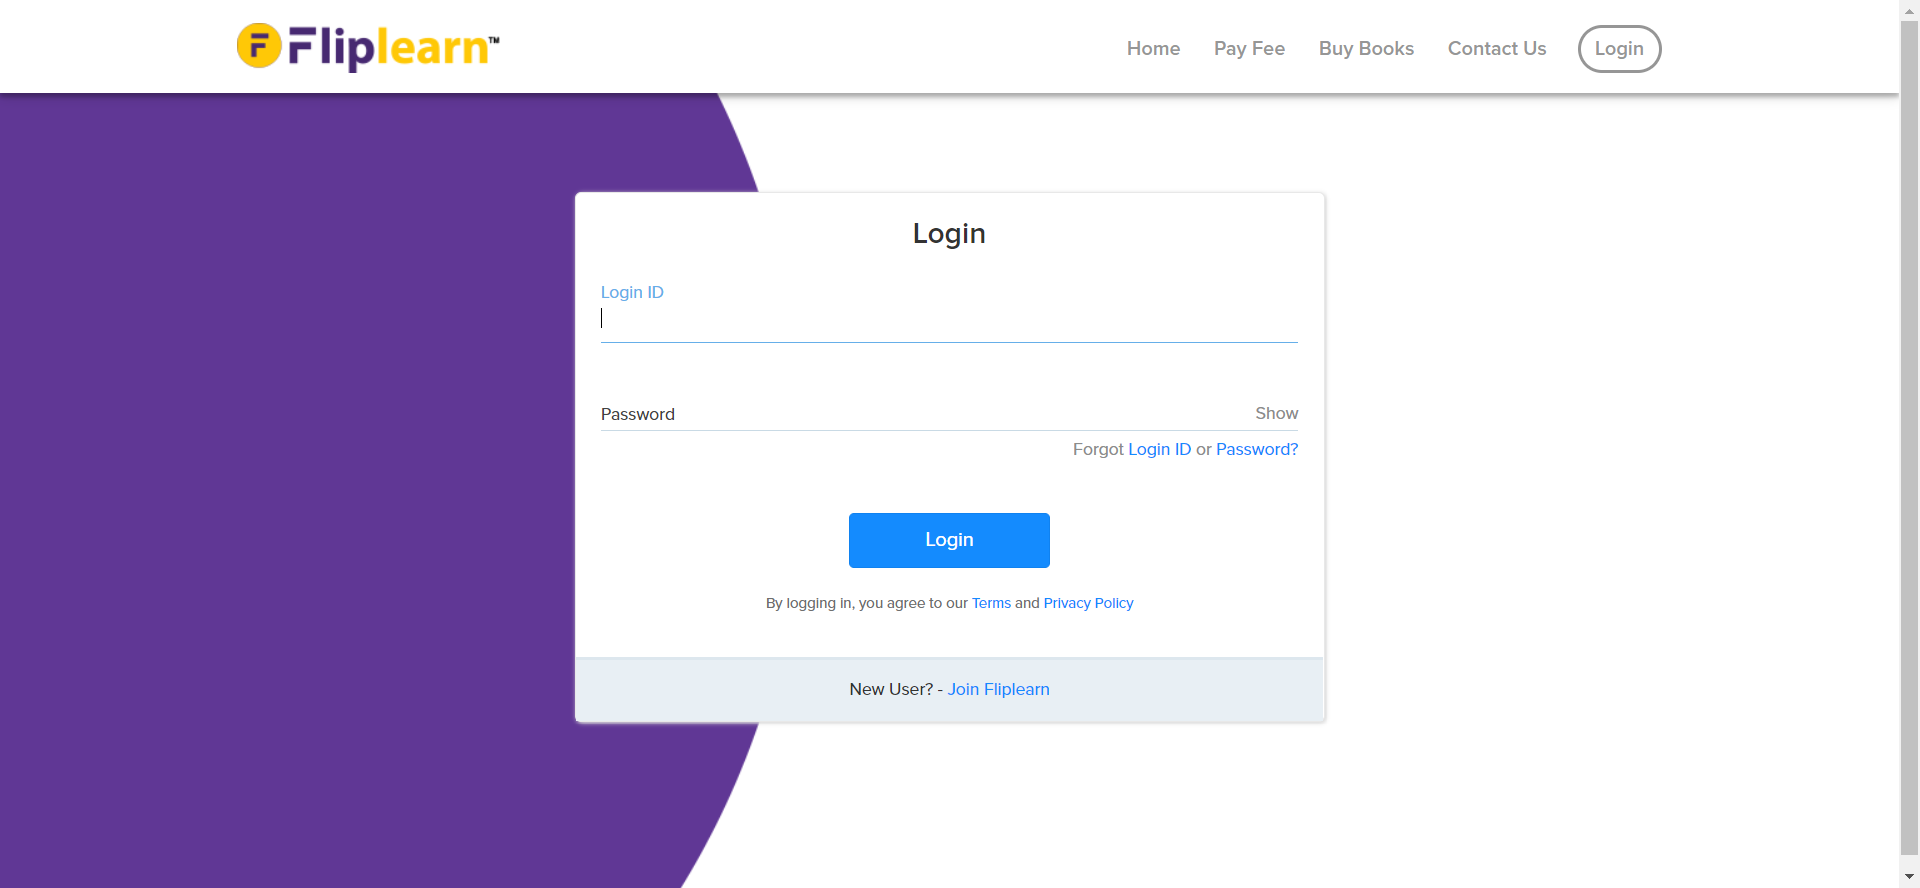 Fliplearn™
Home Pay Fee Buy Books Contact Us Login
Login
Login ID
Password Show
Forgot Login ID or Password?
Login
By logging in, you agree to our Terms and Privacy Policy
New User? - Join Fliplearn